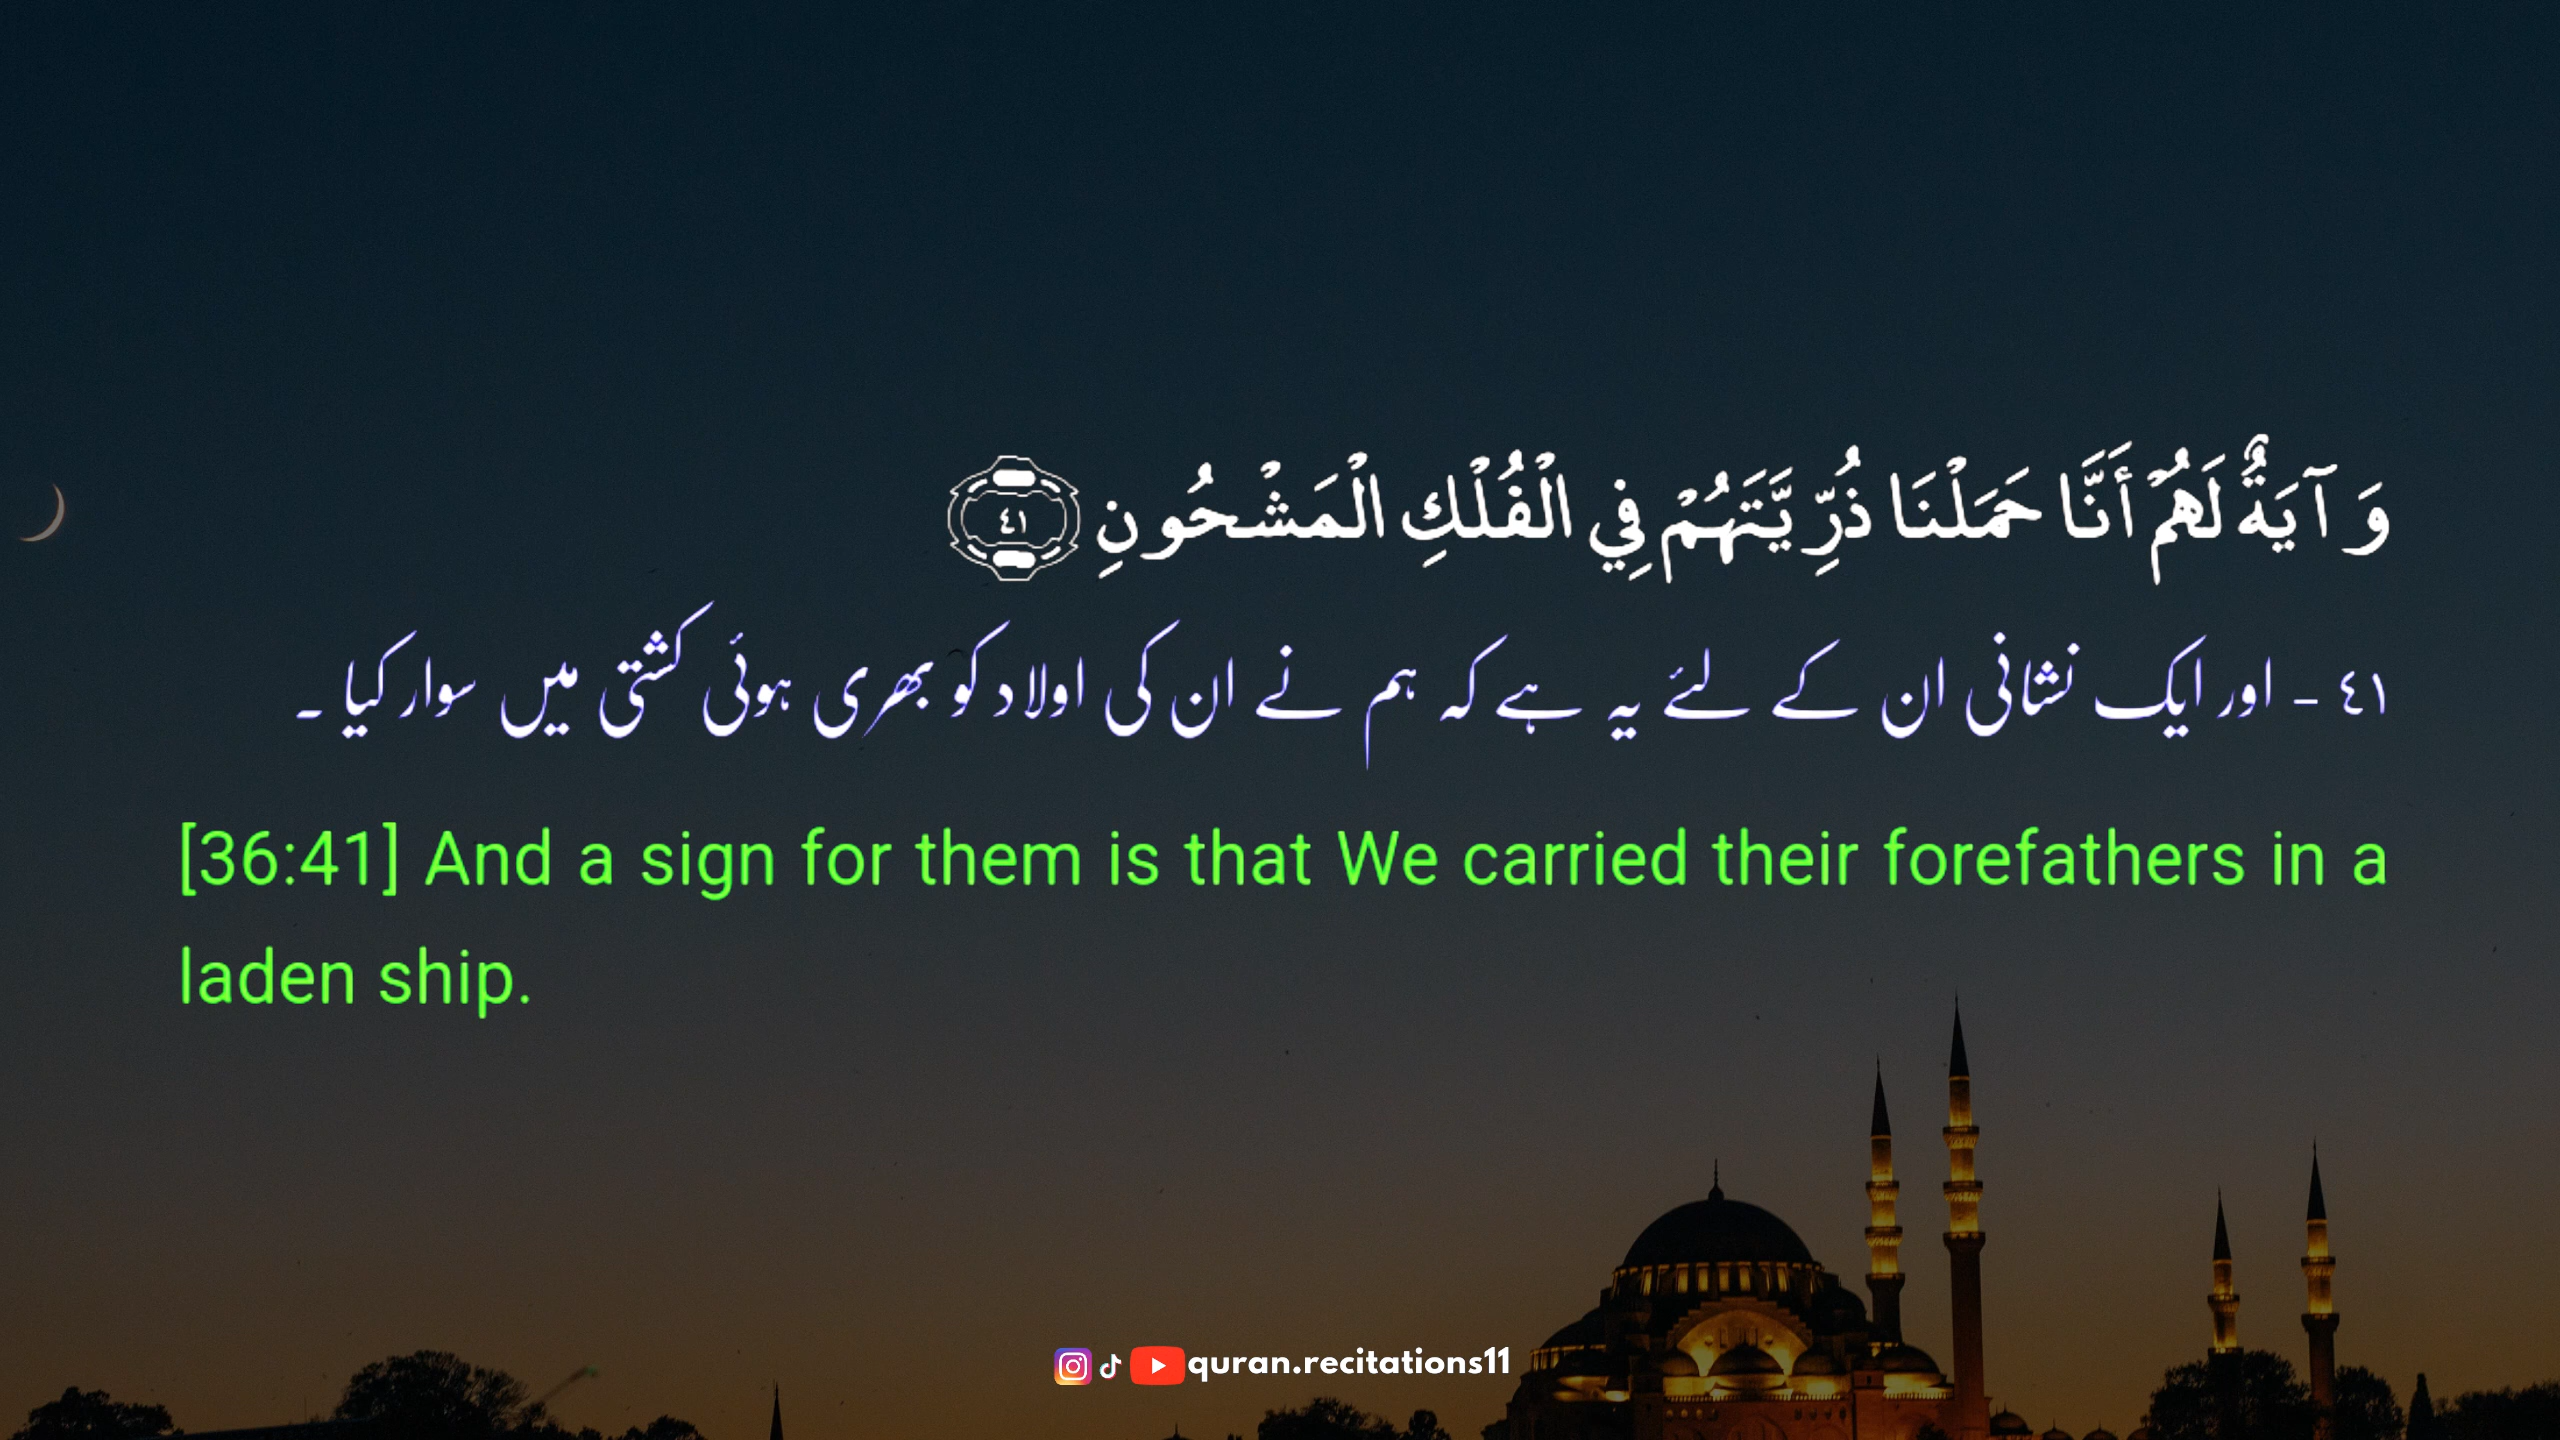 وَآيَةٌ لَهُمْ أَنَّا حَمَلْنَا ذُرِّيَّتَهُمْ فِي الْفُلْكِ الْمَشْحُونِ ٤١
٤١ - اور ایک نشانی ان کے لئے یہ ہے کہ ہم نے ان کی اولاد کو بھری ہوئی کشتی میں سوار کیا ۔
[36:41] And a sign for them is that We carried their forefathers in a
laden ship.
quran.recitations11